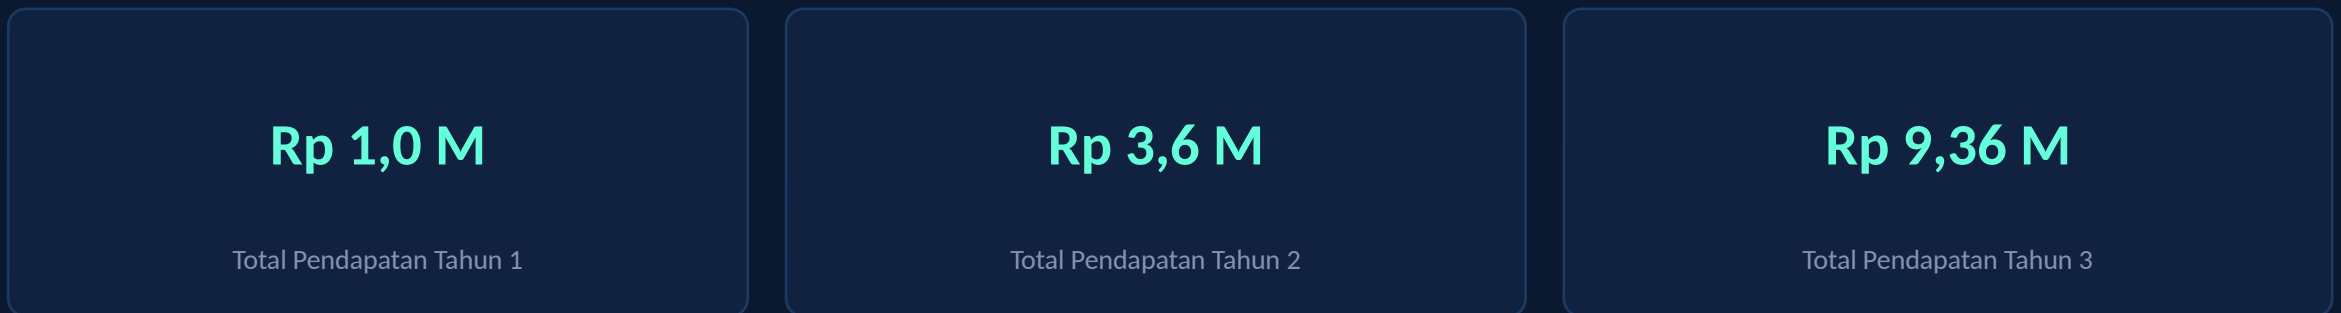 Rp 1,0 M
Total Pendapatan Tahun 1
Rp 3,6 M
Total Pendapatan Tahun 2
Rp 9,36 M
Total Pendapatan Tahun 3